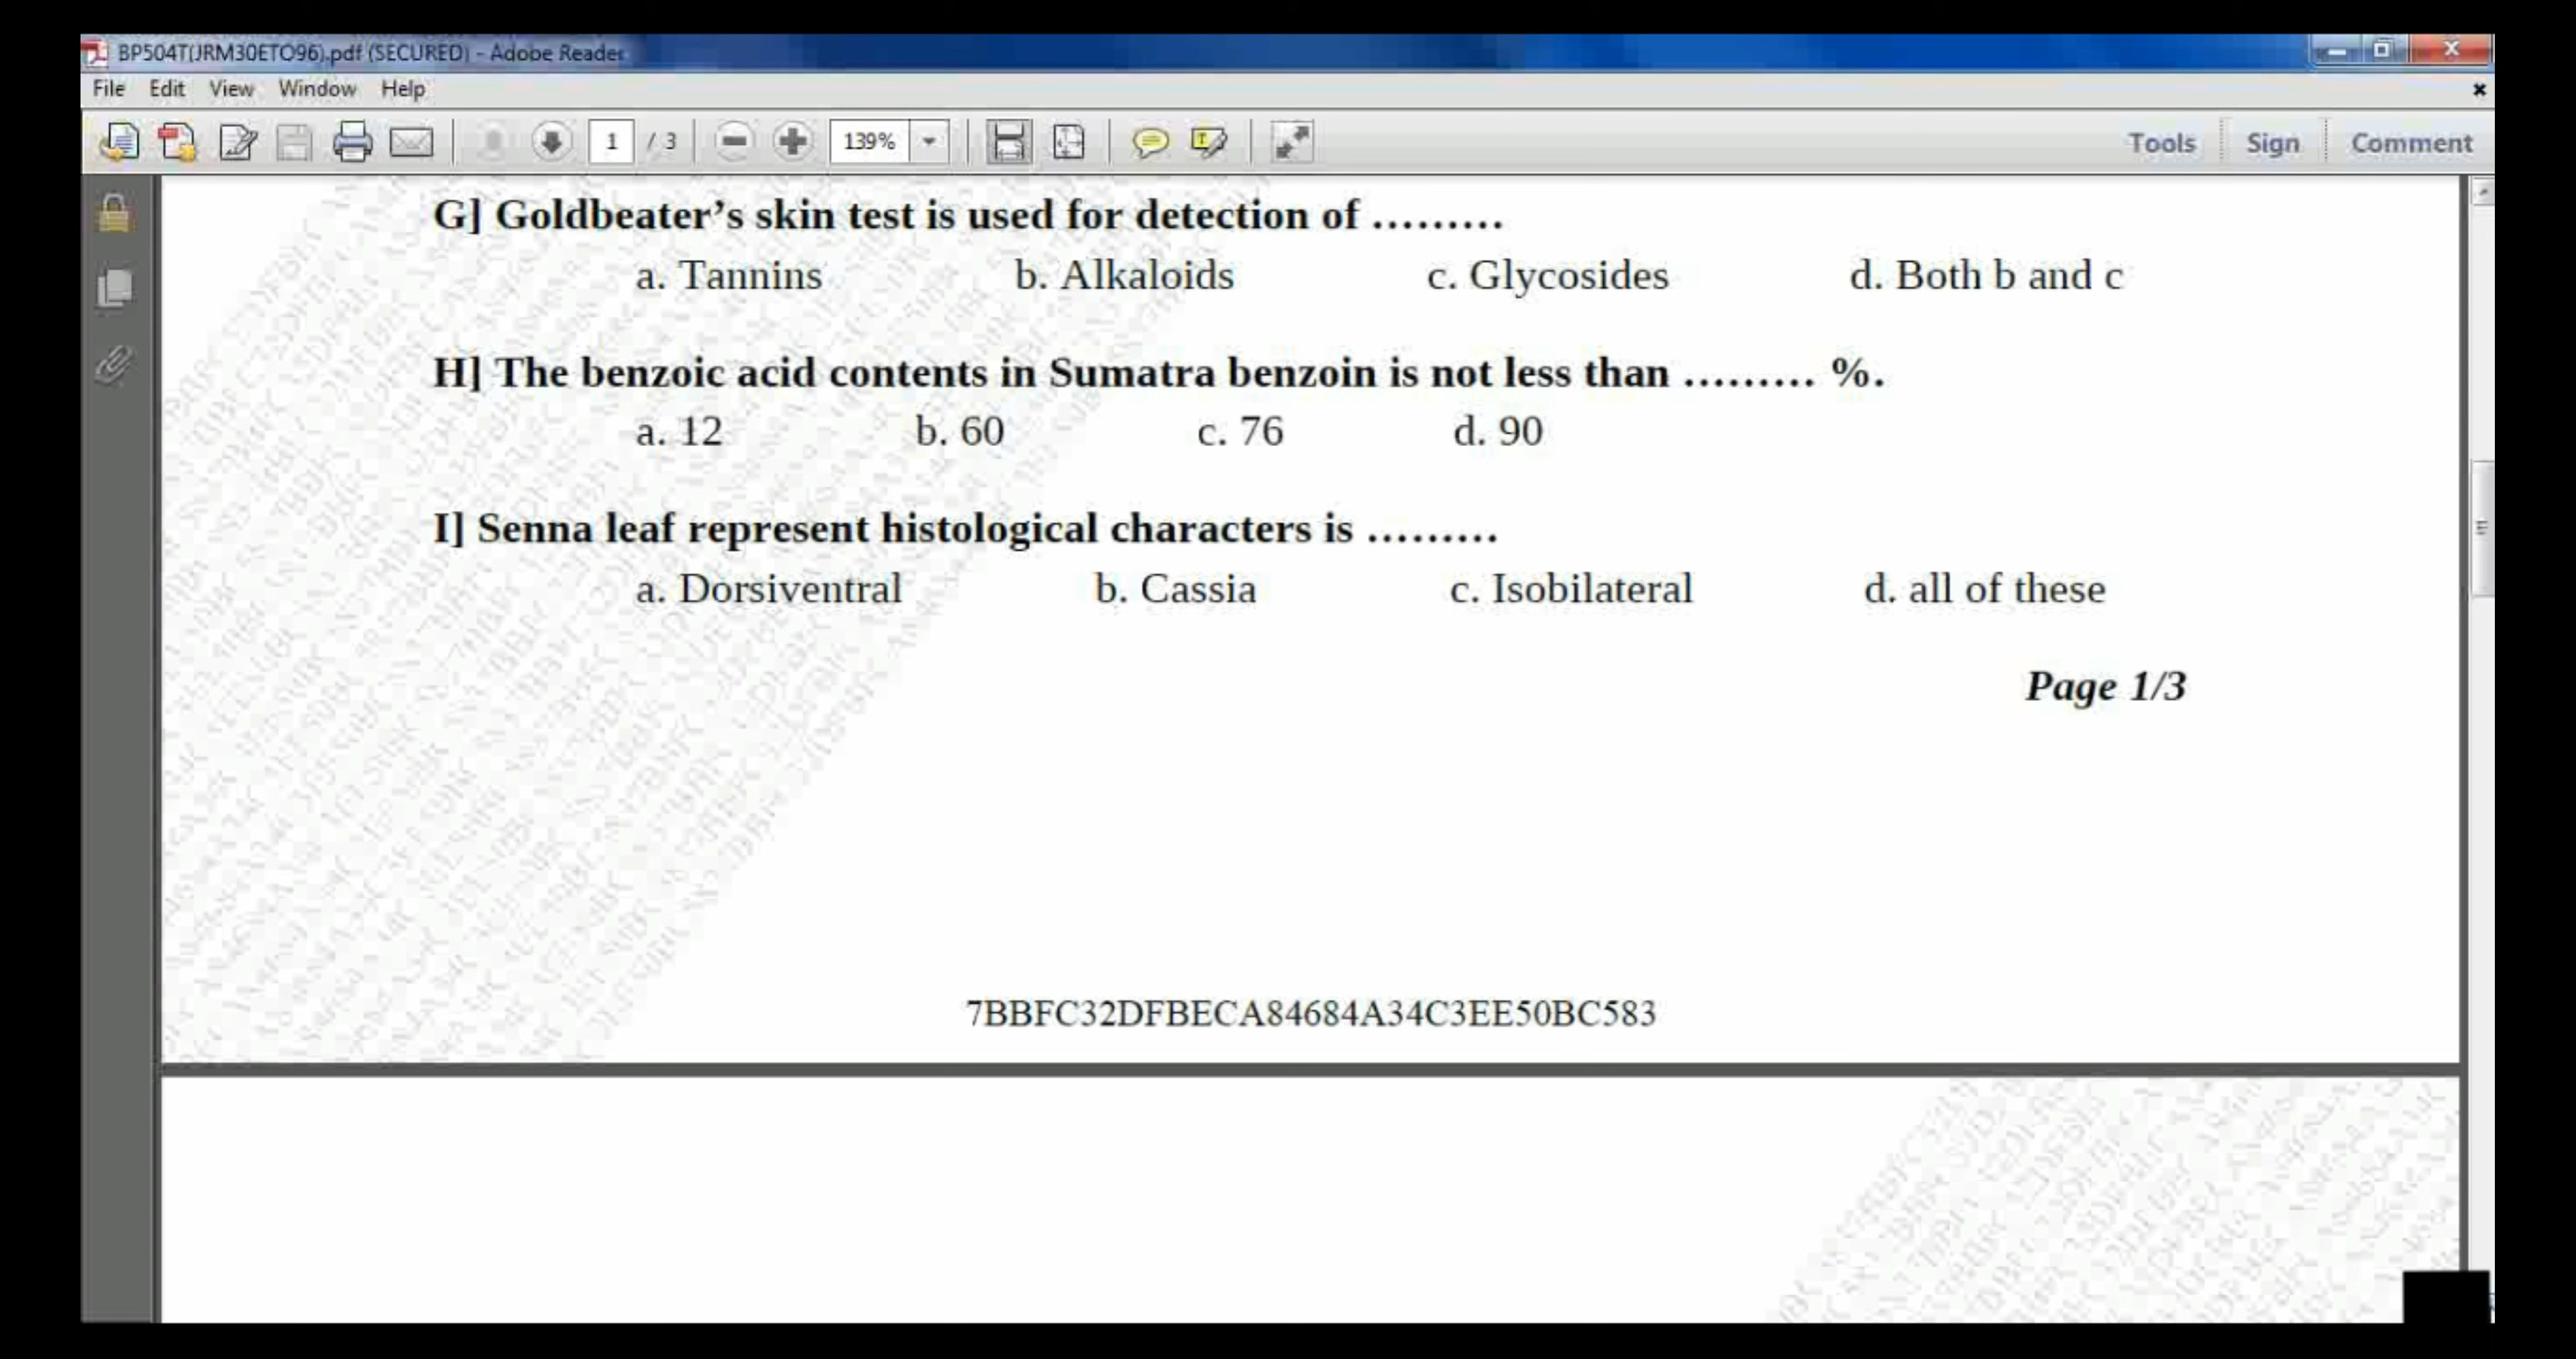 BP504T(JRM30ETO96).pdf (SECURED) - Adobe Reader
File Edit View Window Help
1 / 3 139% Tools Sign Comment
G] Goldbeater’s skin test is used for detection of ………
a. Tannins b. Alkaloids c. Glycosides d. Both b and c
H] The benzoic acid contents in Sumatra benzoin is not less than ……… %.
a. 12 b. 60 c. 76 d. 90
I] Senna leaf represent histological characters is ………
a. Dorsiventral b. Cassia c. Isobilateral d. all of these
Page 1/3
7BBFC32DFBECA84684A34C3EE50BC583